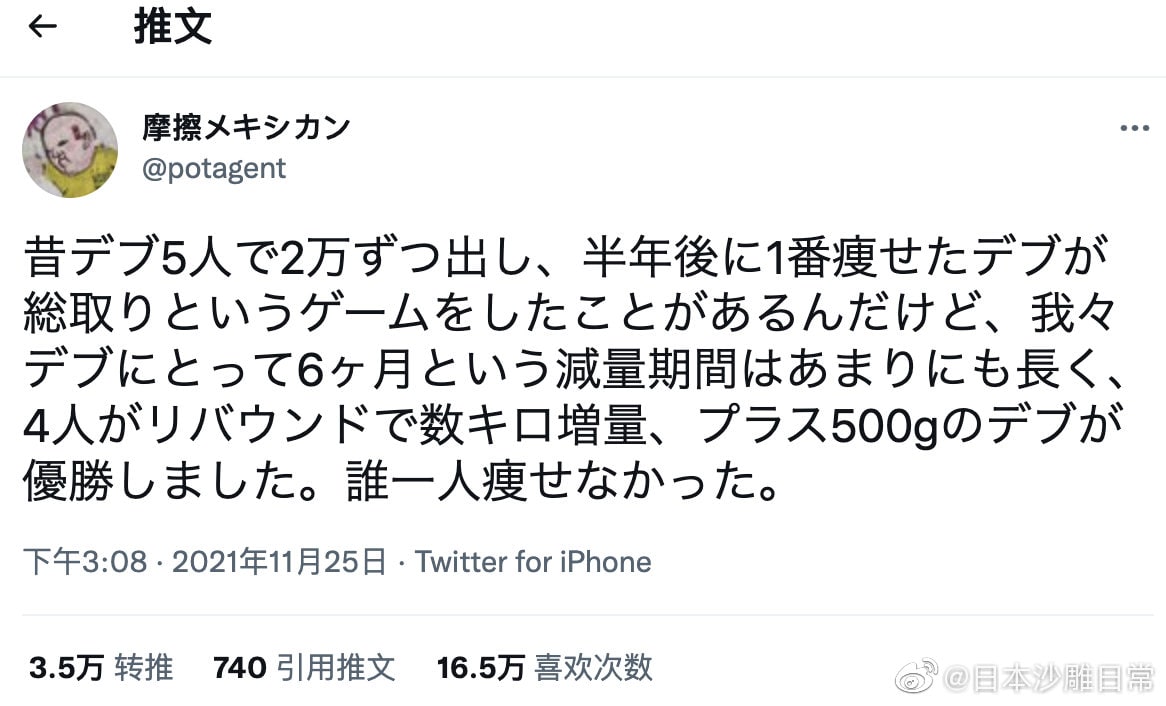 推文
摩擦メキシカン
@potagent
昔デブ5人で2万ずつ出し、半年後に1番痩せたデブが
総取りというゲームをしたことがあるんだけど、我々
デブにとって6ヶ月という減量期間はあまりにも長く、
4人がリバウンドで数キロ増量、プラス500gのデブが
優勝しました。誰一人痩せなかった。
下午3:08 · 2021年11月25日 · Twitter for iPhone
3.5万 转推 740 引用推文 16.5万 喜欢次数
@日本沙雕日常